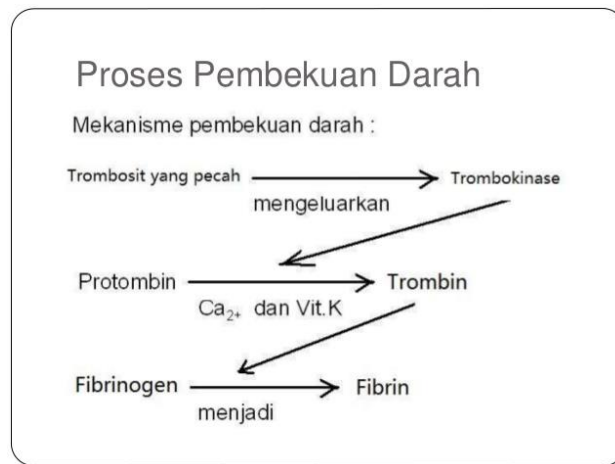 Proses Pembekuan Darah
Mekanisme pembekuan darah :
Trombosit yang pecah
Trombokinase
mengeluarkan
Protombin
Trombin
Ca₂₊ dan Vit.K
Fibrinogen
Fibrin
menjadi